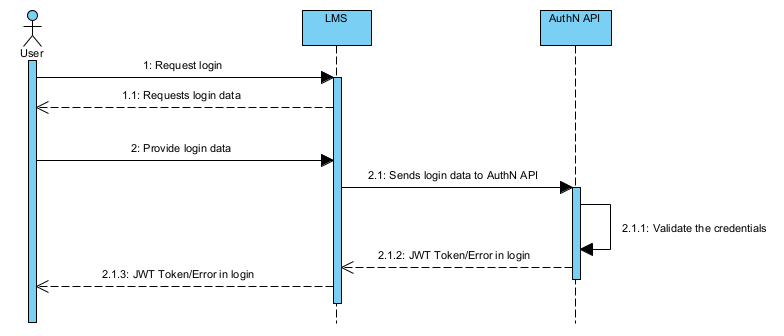 LMS
AuthN API
User
1: Request login
1.1: Requests login data
2: Provide login data
2.1: Sends login data to AuthN API
2.1.1: Validate the credentials
2.1.2: JWT Token/Error in login
2.1.3: JWT Token/Error in login